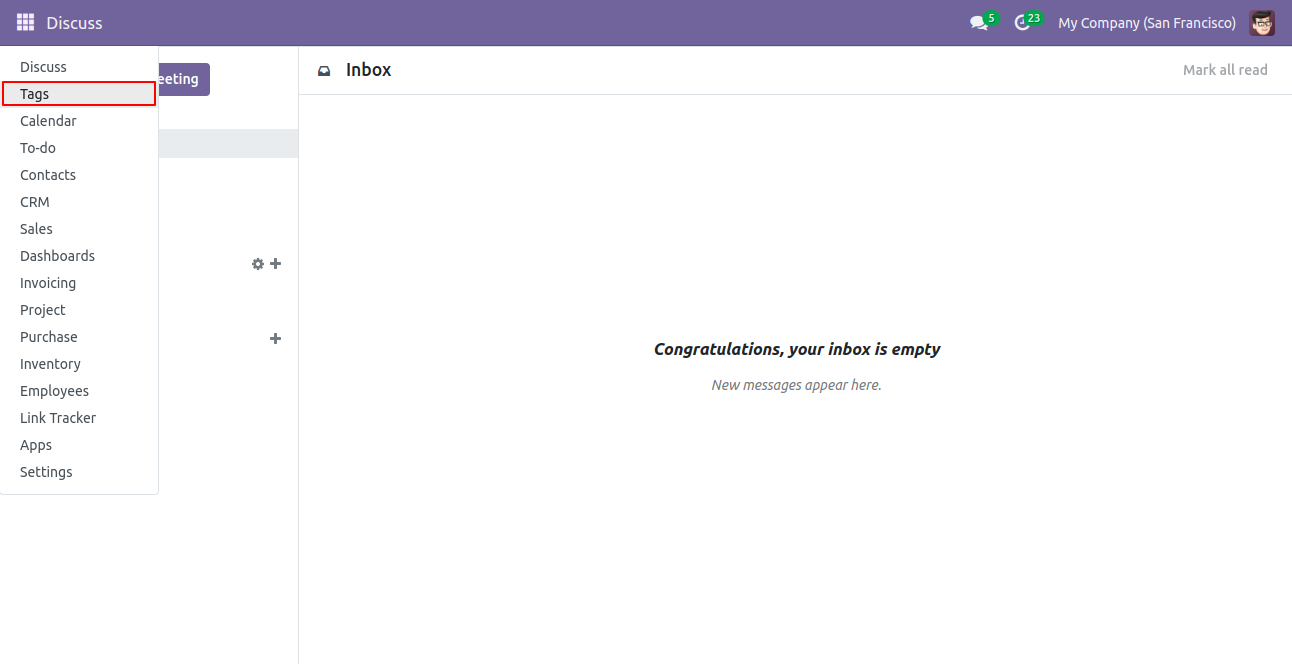 Discuss
5
23
My Company (San Francisco)
Discuss
Tags
Calendar
To-do
Contacts
CRM
Sales
Dashboards
Invoicing
Project
Purchase
Inventory
Employees
Link Tracker
Apps
Settings
eeting
Inbox
Mark all read
Congratulations, your inbox is empty
New messages appear here.